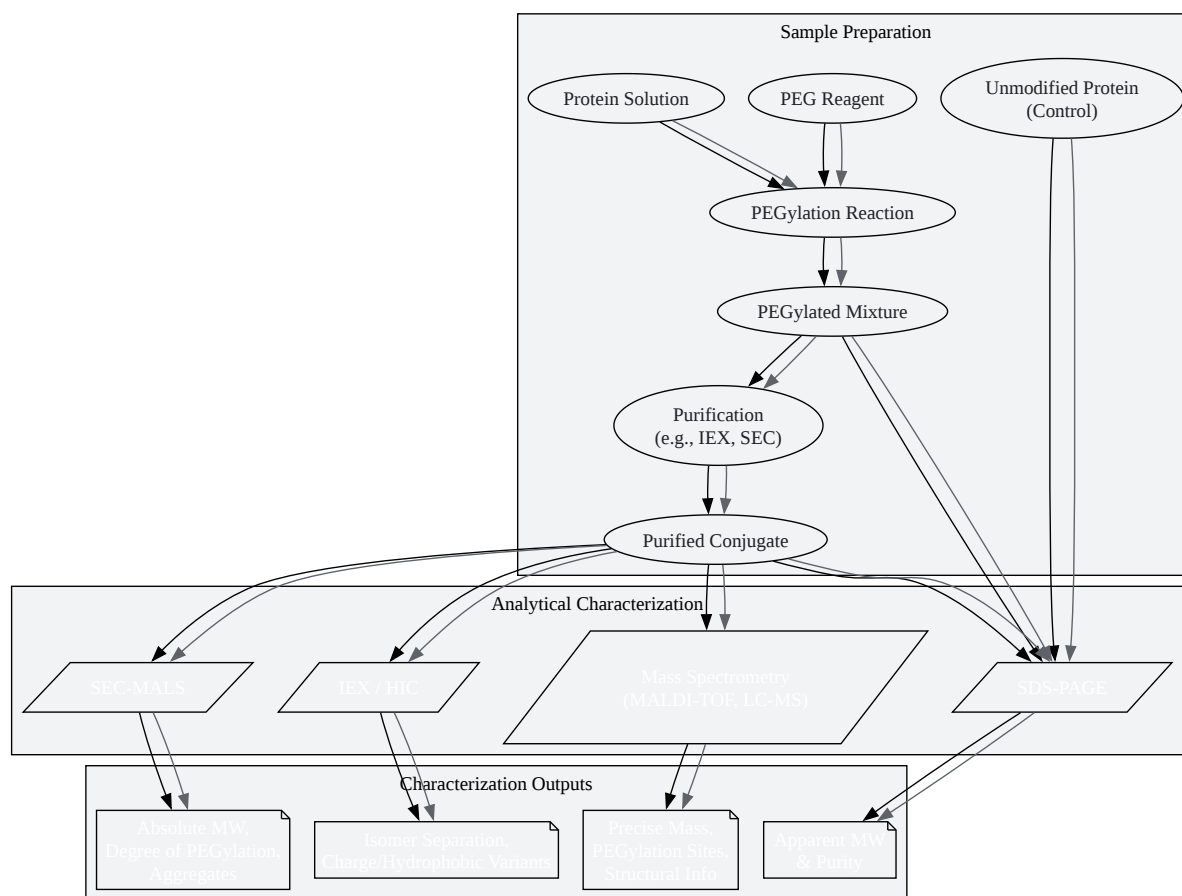 Sample Preparation
Protein Solution
PEG Reagent
Unmodified Protein
(Control)
PEGylation Reaction
PEGylated Mixture
Purification
(e.g., IEX, SEC)
Purified Conjugate
Analytical Characterization
SEC-MALS
IEX / HIC
Mass Spectrometry
(MALDI-TOF, LC-MS)
SDS-PAGE
Characterization Outputs
Absolute MW,
Degree of PEGylation,
Aggregates
Isomer Separation,
Charge/Hydrophobic Variants
Precise Mass,
PEGylation Sites,
Structural Info
Apparent MW
& Purity